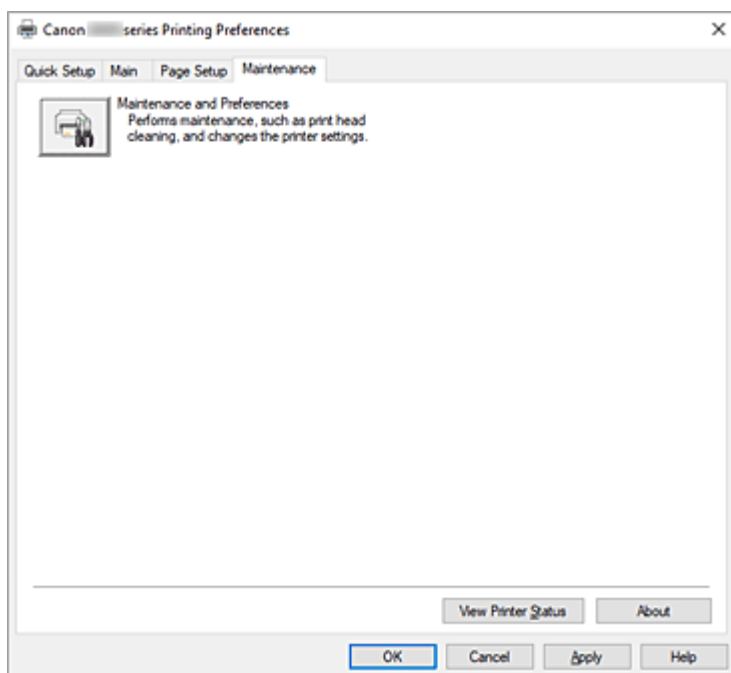 Canon series Printing Preferences
Quick Setup Main Page Setup Maintenance
Maintenance and Preferences
Performs maintenance, such as print head
cleaning, and changes the printer settings.
View Printer Status About
OK Cancel Apply Help